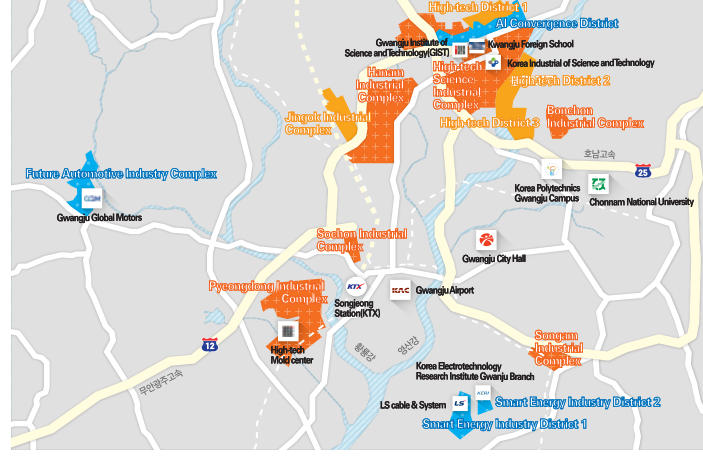 High-tech District 1
AI Convergence District
Gwangju Institute of
Science and Technology(GIST)
Kwangju Foreign School
Korea Industrial of Science and Technology
High-tech
Science
Industrial
Complex
Hanam
Industrial
Complex
High-tech District 2
Jingok Industrial
Complex
High-tech District 3
Bonchon
Industrial Complex
호남고속
25
Future Automotive Industry Complex
GGM
Gwangju Global Motors
Korea Polytechnics
Gwangju Campus
Chonnam National University
Sochon Industrial
Complex
Gwangju City Hall
Pyeongdong Industrial
Complex
KTX
Songjeong
Station(KTX)
KAC
Gwangju Airport
High-tech
Mold center
12
무안광주고속
황룡강
영산강
Songam
Industrial
Complex
Korea Electrotechnology
Research Institute Gwanju Branch
LS cable & System
LS
KERI
Smart Energy Industry District 2
Smart Energy Industry District 1